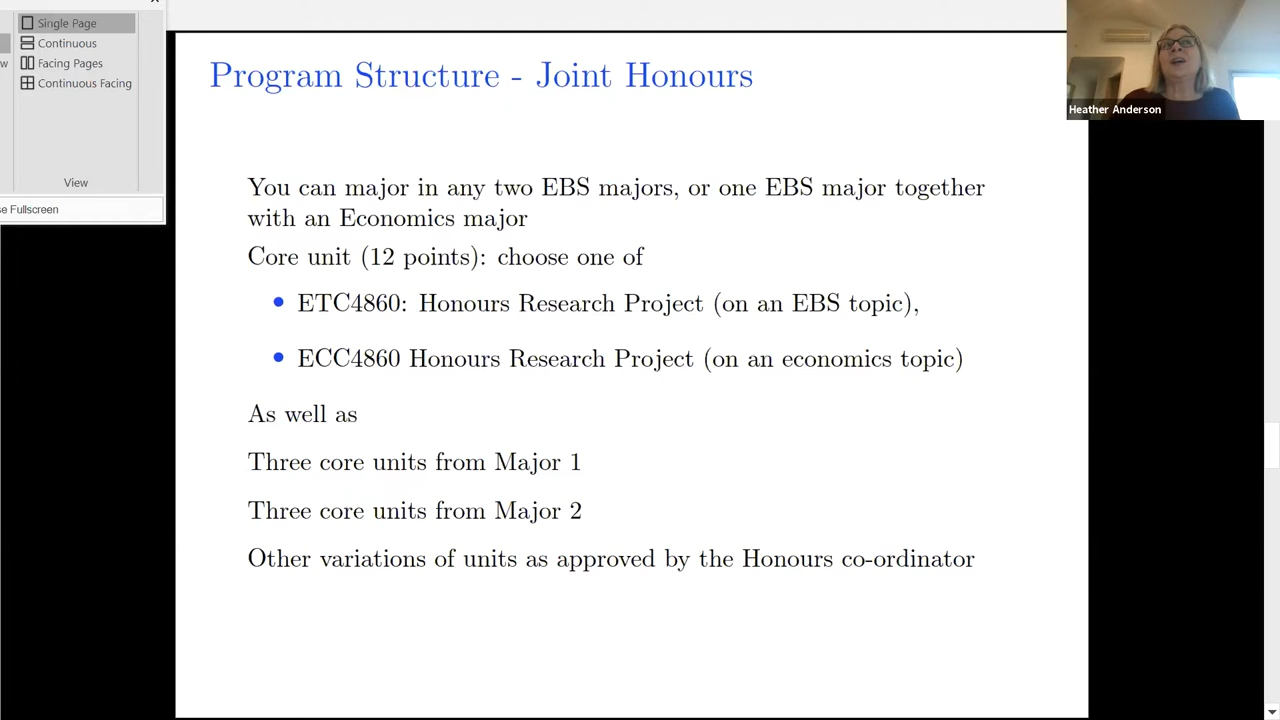 Single Page
Continuous
w
Facing Pages
Continuous Facing
View
se Fullscreen
Heather Anderson
Program Structure - Joint Honours
You can major in any two EBS majors, or one EBS major together
with an Economics major
Core unit (12 points): choose one of
• ETC4860: Honours Research Project (on an EBS topic),
• ECC4860 Honours Research Project (on an economics topic)
As well as
Three core units from Major 1
Three core units from Major 2
Other variations of units as approved by the Honours co-ordinator